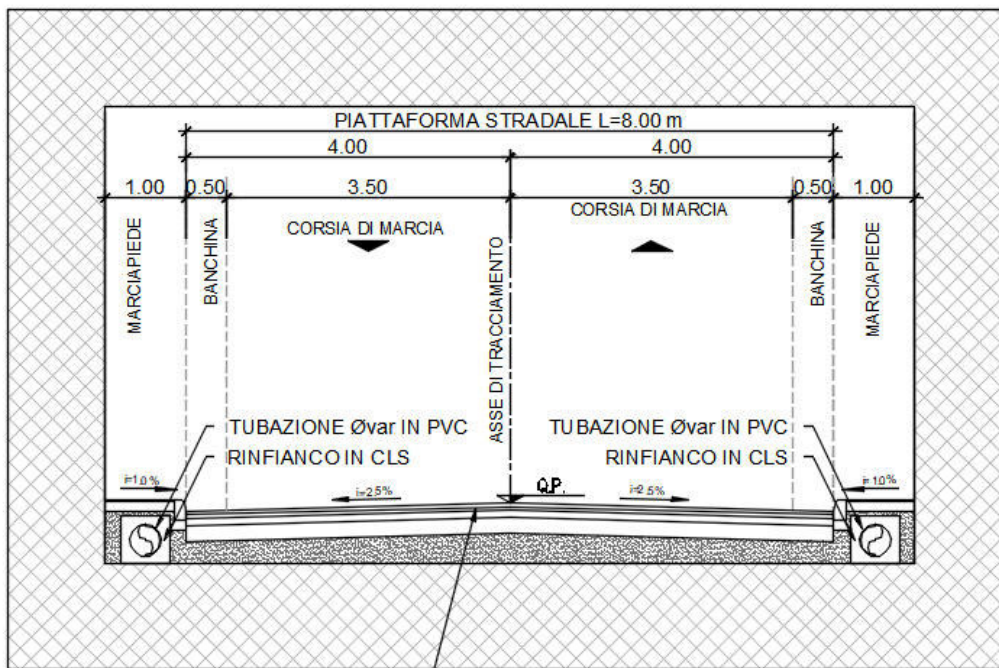 PIATTAFORMA STRADALE L=8.00 m
4.00 4.00
1.00 0.50 3.50 3.50 0.50 1.00
CORSIA DI MARCIA
CORSIA DI MARCIA
MARCIAPIEDE
BANCHINA
ASSE DI TRACCIAMENTO
BANCHINA
MARCIAPIEDE
TUBAZIONE Øvar IN PVC
TUBAZIONE Øvar IN PVC
RINFIANCO IN CLS
RINFIANCO IN CLS
i=1.0% i=2.5% Q.P. i=2.5% i=1.0%